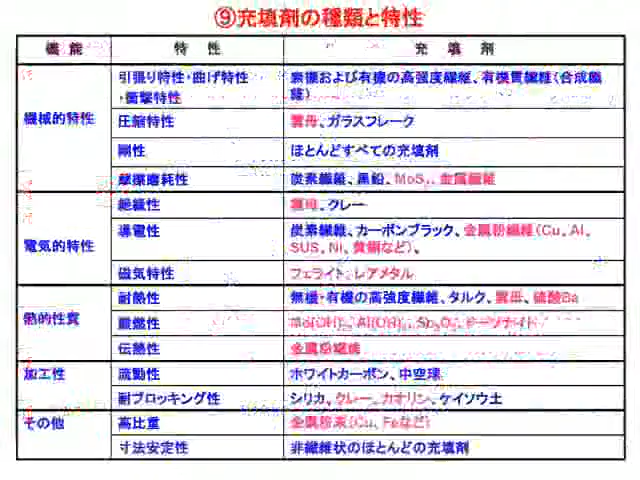 ⑨充填剤の種類と特性
機能 特性 充填剤
機械的特性 引張り特性・曲げ特性・衝撃特性 無機および有機の高強度繊維、有機質繊維(合成繊維)
圧縮特性 雲母、ガラスフレーク
剛性 ほとんどすべての充填剤
摩擦磨耗性 炭素繊維、黒鉛、MoS₂、金属繊維
電気的特性 絶縁性 雲母、クレー
導電性 炭素繊維、カーボンブラック、金属粉繊維(Cu、Al、
SUS、Ni、黄銅など)、
磁気特性 フェライト、レアメタル
熱的性質 耐熱性 無機・有機の高強度繊維、タルク、雲母、硫酸Ba
難燃性
伝熱性 金属粉繊維
加工性 流動性 ホワイトカーボン、中空球
耐ブロッキング性 シリカ、クレー、カオリン、ケイソウ土
その他 高比重 金属粉末(Cu、Feなど)
寸法安定性 非繊維状のほとんどの充填剤